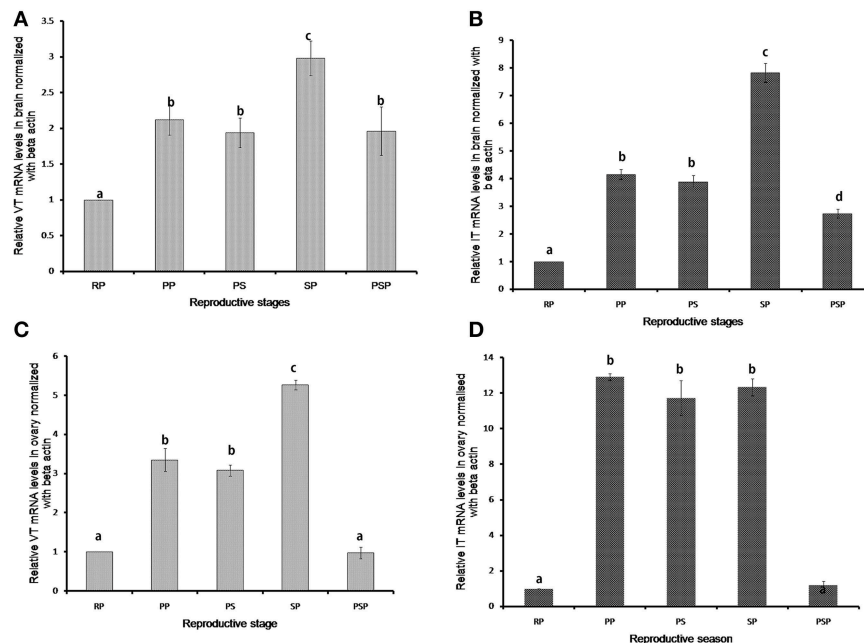 A
Relative VT mRNA levels in brain normalized
with beta actin
3.5
3
2.5
2
1.5
1
0.5
0
a
b
b
c
b
RP PP PS SP PSP
Reproductive stages
B
Relative IT mRNA levels in brain normalized with
b eta actin
9
8
7
6
5
4
3
2
1
0
a
b
b
c
d
RP PP PS SP PSP
Reproductive stages
C
Relative VT mRNA levels in ovary normalized
with beta actin
6
5
4
3
2
1
0
a
b
b
c
a
RP PP PS SP PSP
Reproductive stage
D
Relative IT mRNA levels in ovary normalised
with beta actin
14
12
10
8
6
4
2
0
a
b
b
b
a
RP PP PS SP PSP
Reproductive season